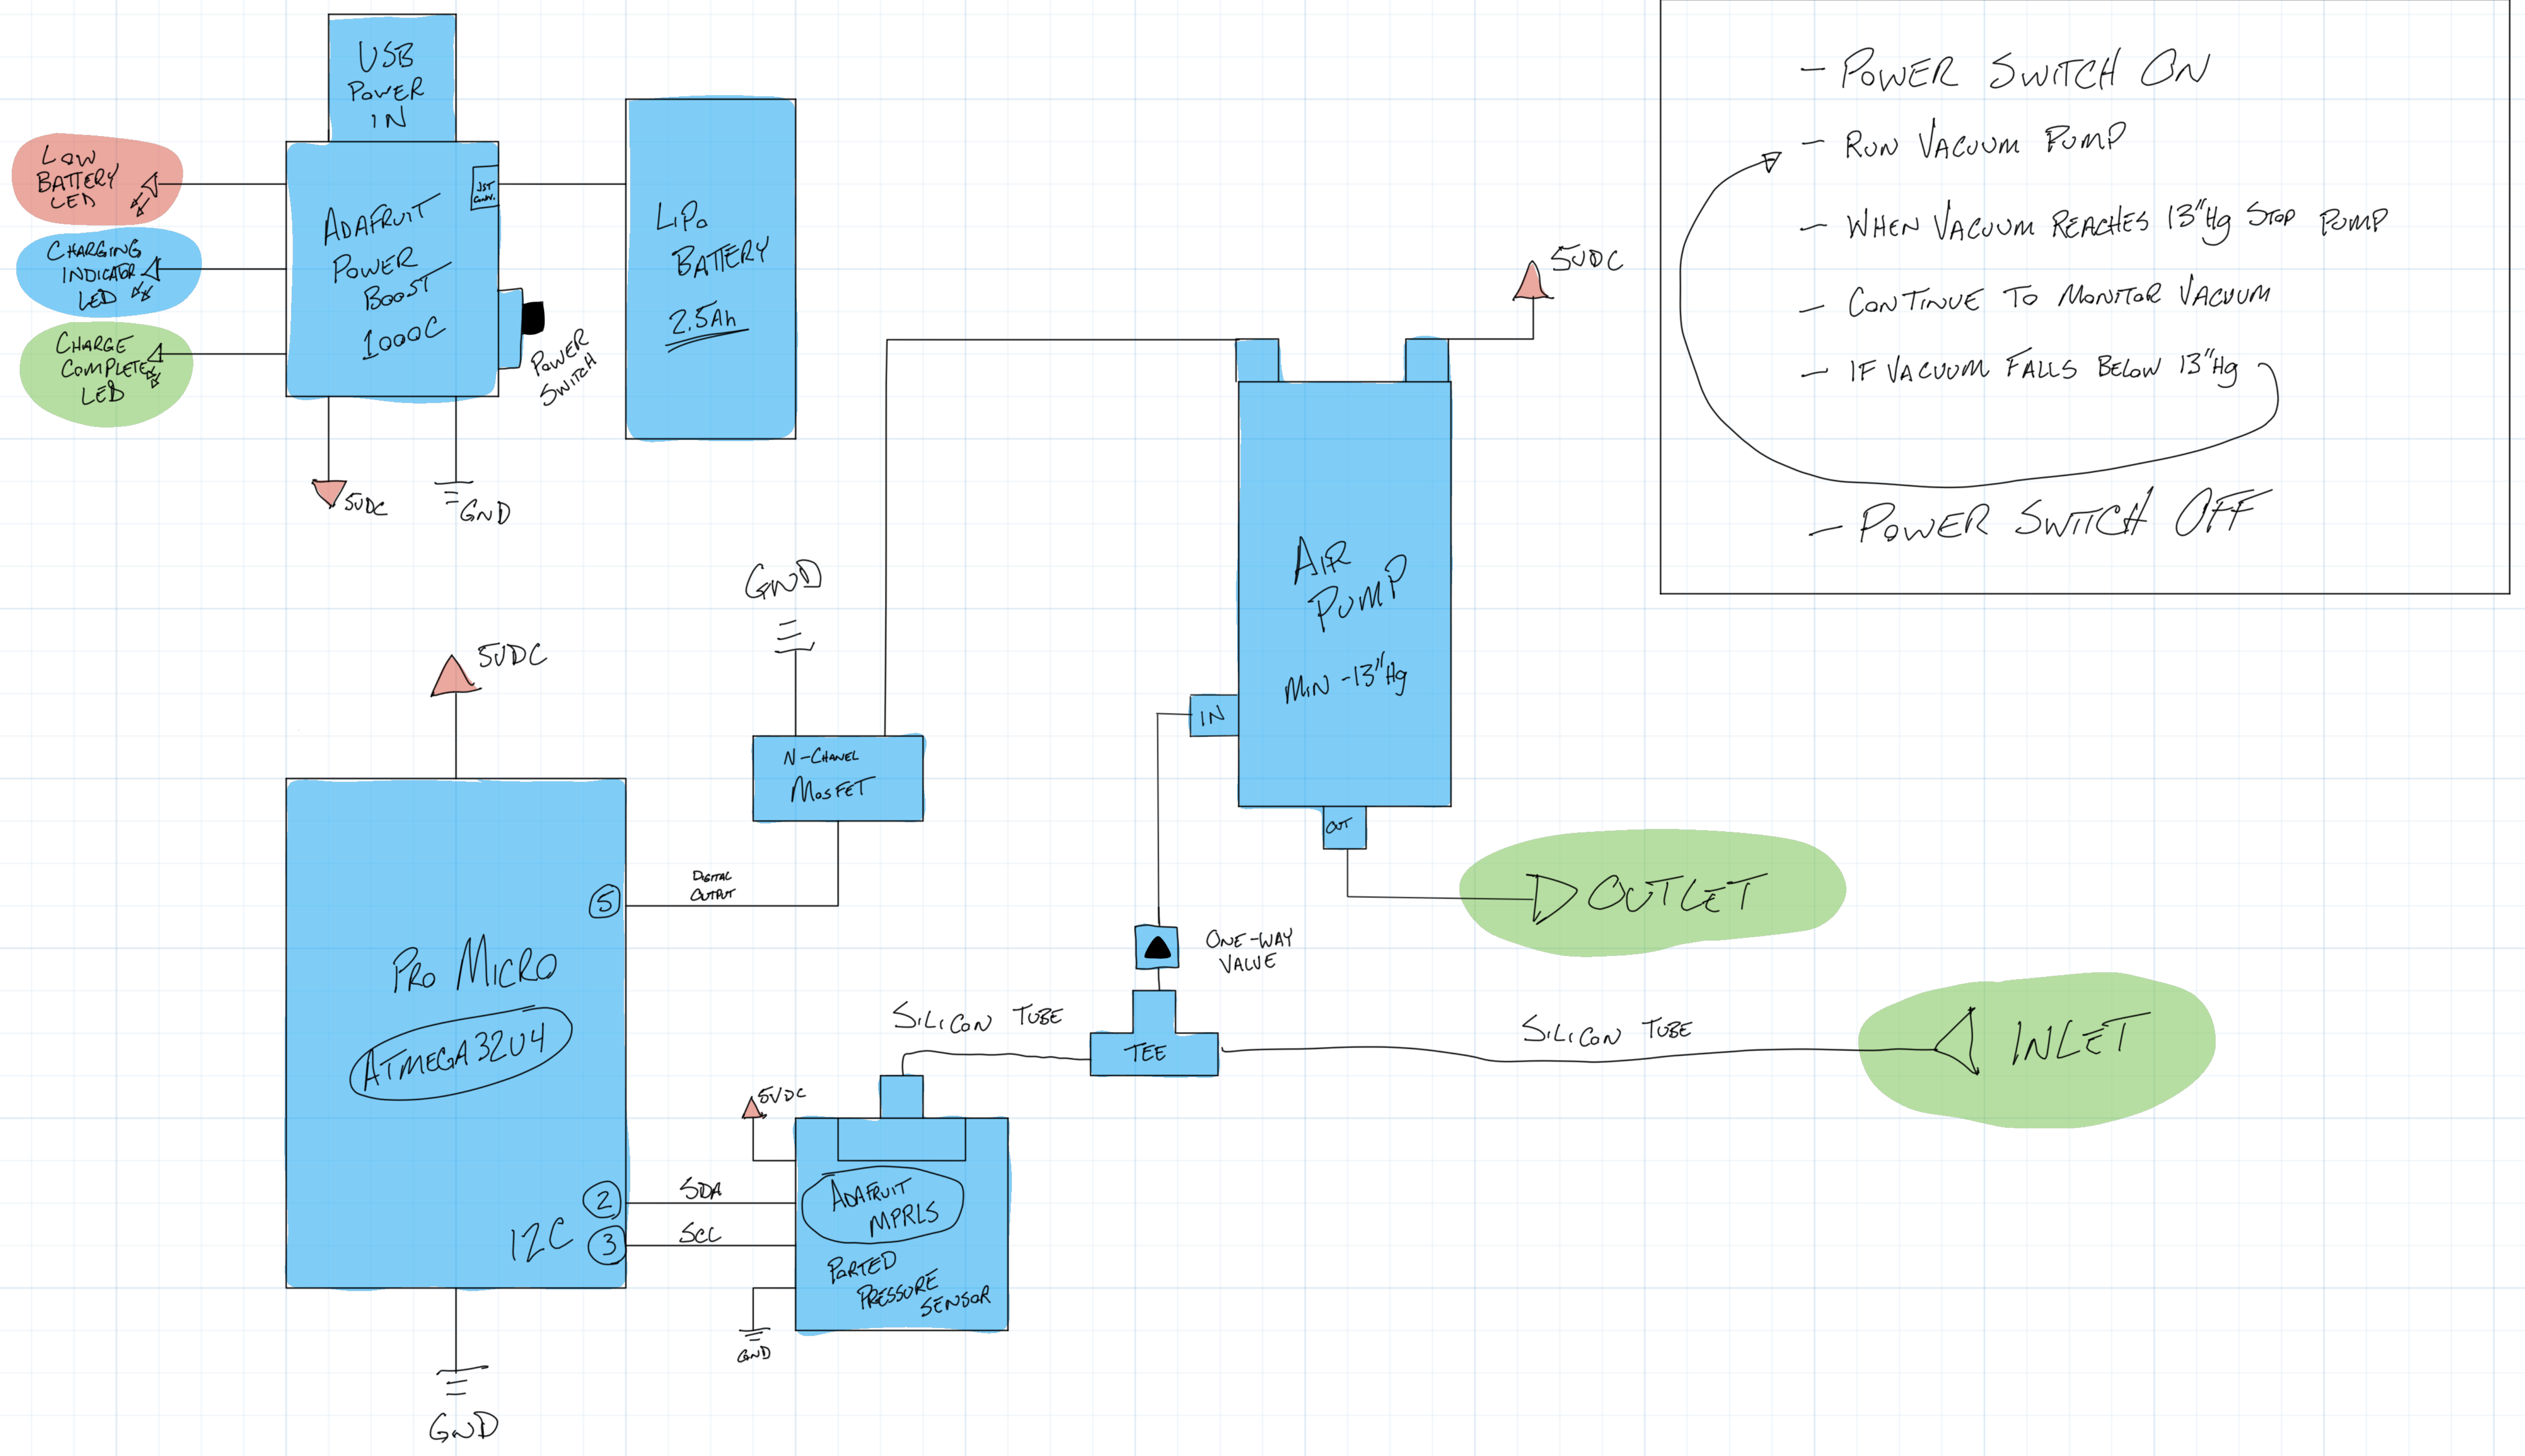 USB
POWER
IN
LOW
BATTERY
LED
CHARGING
INDICATOR
LED
CHARGE
COMPLETE
LED
ADAFRUIT
POWER
BOOST
1000C
JST
CONN.
POWER
SWITCH
5VDC
GND
LiPo
BATTERY
2.5Ah
- POWER SWITCH ON
- RUN VACUUM PUMP
- WHEN VACUUM REACHES 13"Hg STOP PUMP
- CONTINUE TO MONITOR VACUUM
- IF VACUUM FALLS BELOW 13"Hg
- POWER SWITCH OFF
5VDC
AIR
PUMP
MIN -13"Hg
IN
OUT
OUTLET
GND
N-CHANEL
MOSFET
DIGITAL
OUTPUT
5VDC
PRO MICRO
ATMEGA32U4
5
I2C
2
3
SDA
SCL
GND
ONE-WAY
VALUE
TEE
SILICON TUBE
SILICON TUBE
INLET
5VDC
ADAFRUIT
MPRLS
PORTED
PRESSURE
SENSOR
GND